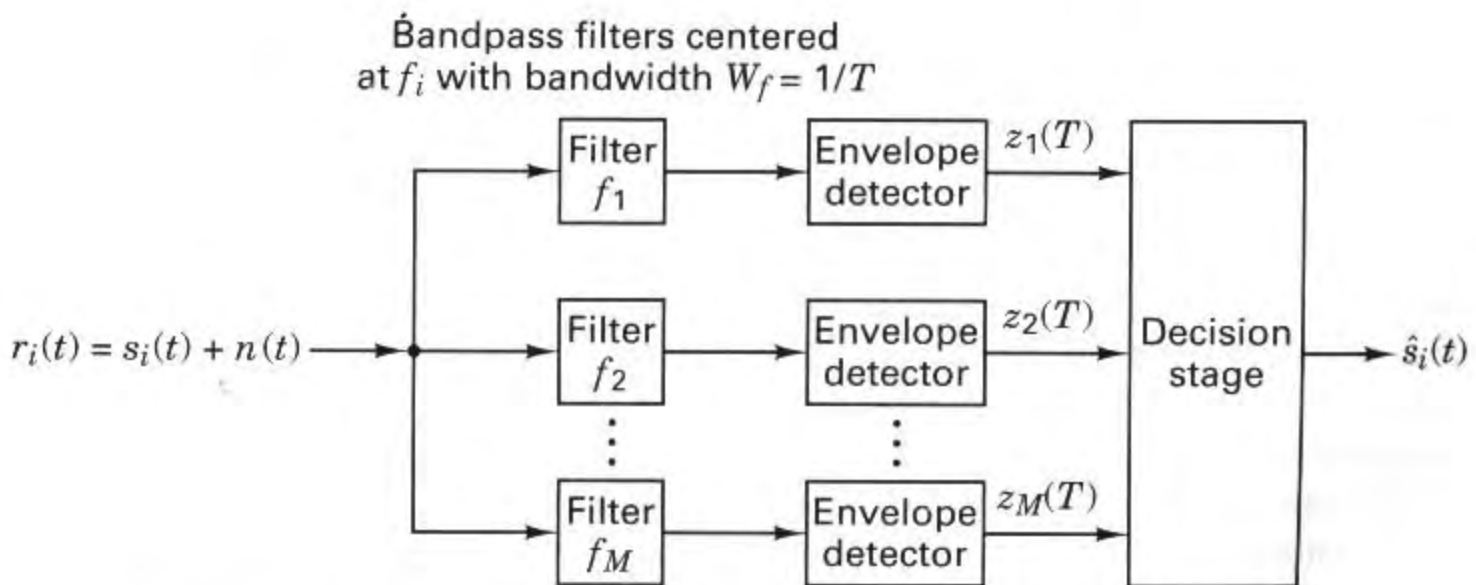 Bandpass filters centered
at f_i with bandwidth W_f = 1/T
Filter
f_1
Envelope
detector
z_1(T)
r_i(t) = s_i(t) + n(t)
Filter
f_2
Envelope
detector
z_2(T)
Decision
stage
ŝ_i(t)
Filter
f_M
Envelope
detector
z_M(T)